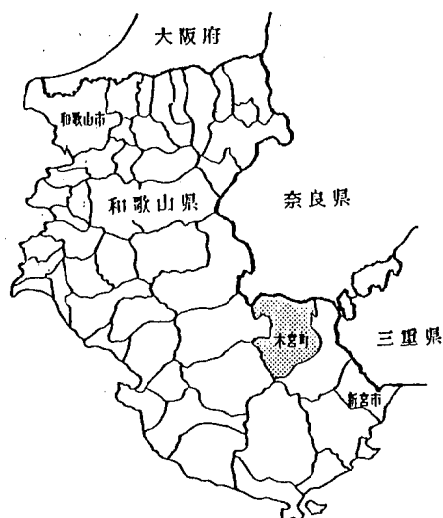 大阪府
和歌山市
和歌山県
奈良県
本宮町
三重県
新宮市